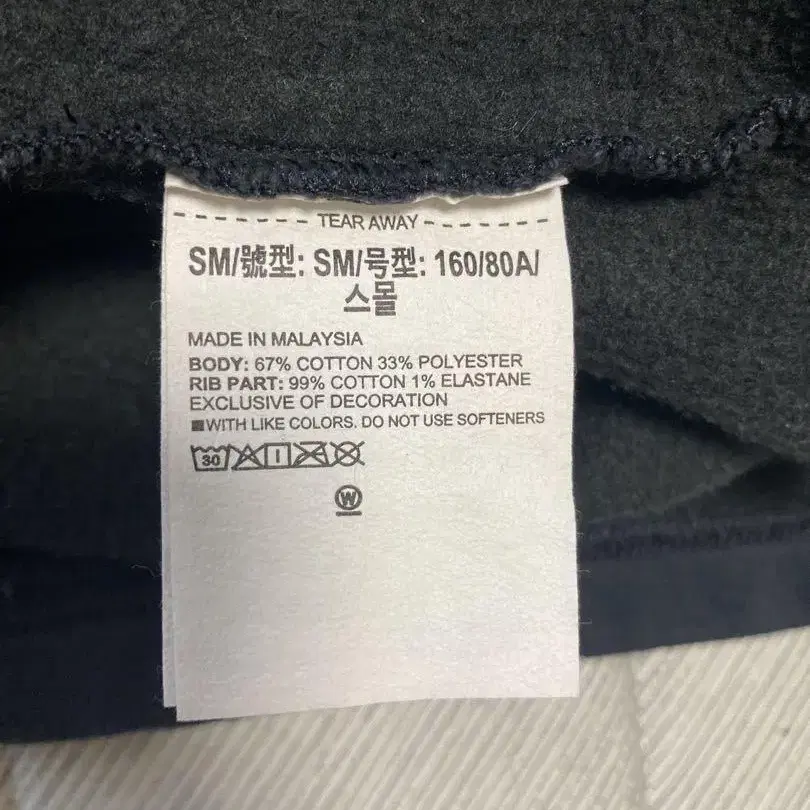 TEAR AWAY
SM/號型: SM/号型: 160/80A/
스몰
MADE IN MALAYSIA
BODY: 67% COTTON 33% POLYESTER
RIB PART: 99% COTTON 1% ELASTANE
EXCLUSIVE OF DECORATION
■WITH LIKE COLORS. DO NOT USE SOFTENERS
30
W